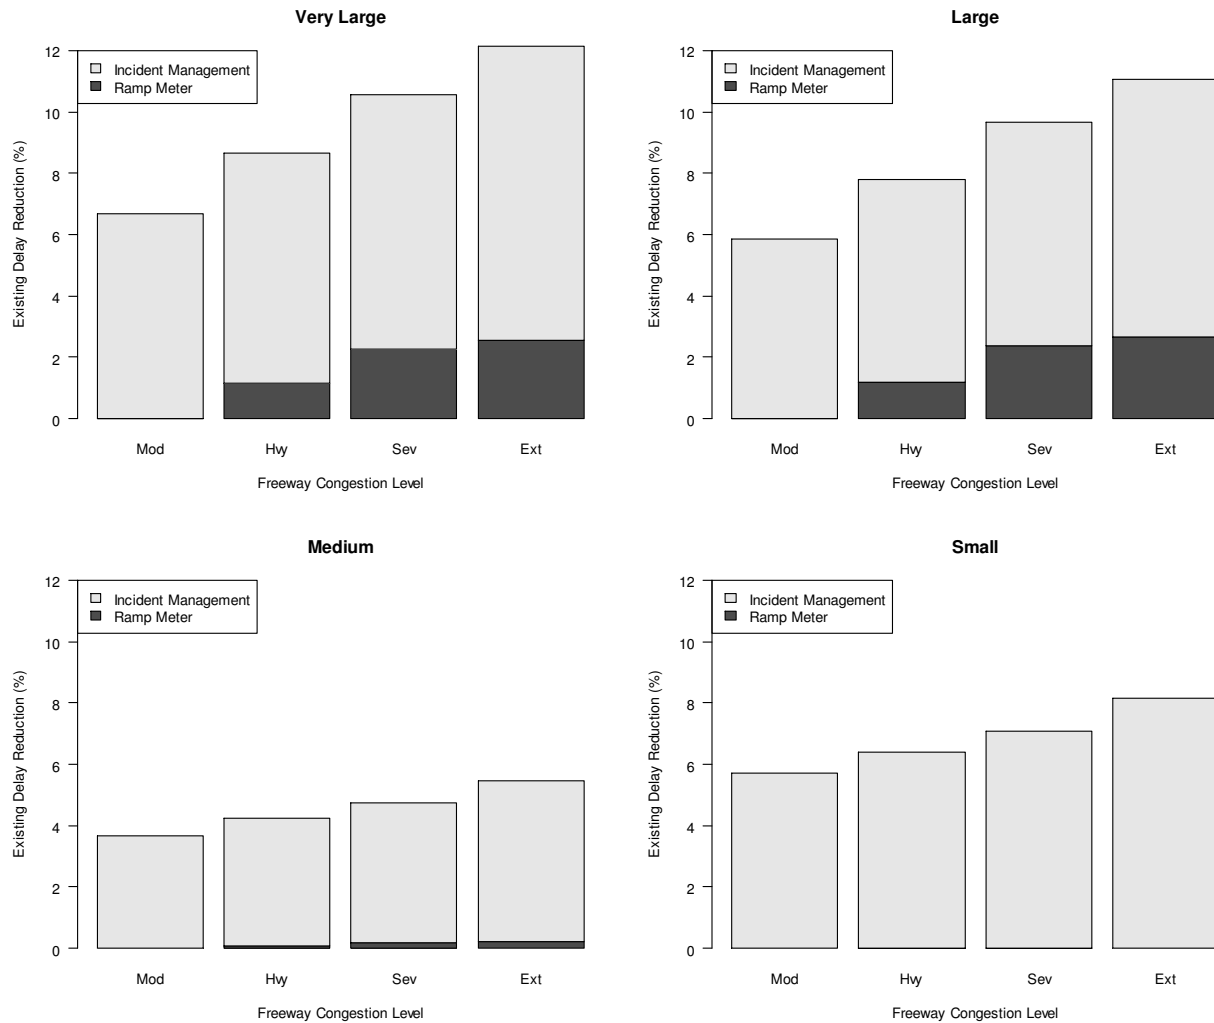 Very Large
Existing Delay Reduction (%)
12
10
8
6
4
2
0
Incident Management
Ramp Meter
Mod Hvy Sev Ext
Freeway Congestion Level
Large
Existing Delay Reduction (%)
12
10
8
6
4
2
0
Incident Management
Ramp Meter
Mod Hvy Sev Ext
Freeway Congestion Level
Medium
Existing Delay Reduction (%)
12
10
8
6
4
2
0
Incident Management
Ramp Meter
Mod Hvy Sev Ext
Freeway Congestion Level
Small
Existing Delay Reduction (%)
12
10
8
6
4
2
0
Incident Management
Ramp Meter
Mod Hvy Sev Ext
Freeway Congestion Level